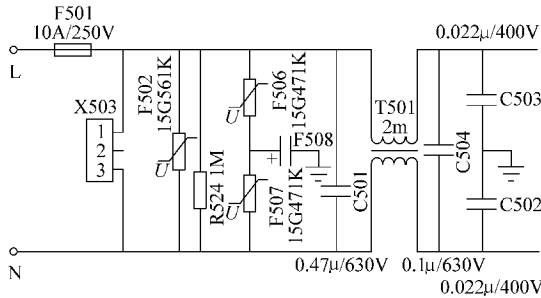 F501
10A/250V
0.022μ/400V
L
X503
1
2
3
F502
15G561K
U
R524 1M
F506
15G471K
U
F508
+
F507
15G471K
U
C501
T501
2m
C504
C503
C502
N
0.47μ/630V
0.1μ/630V
0.022μ/400V